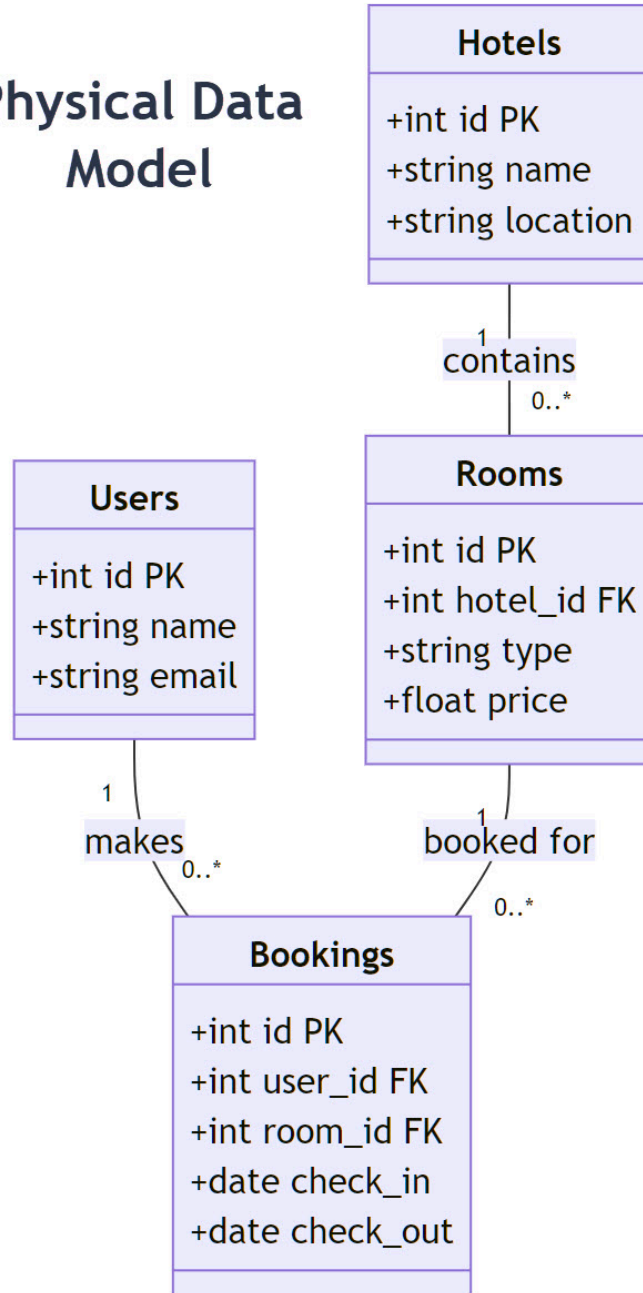 Physical Data
Model
Hotels
+int id PK
+string name
+string location
1
contains
0..*
Users
+int id PK
+string name
+string email
Rooms
+int id PK
+int hotel_id FK
+string type
+float price
1
makes
0..*
1
booked for
0..*
Bookings
+int id PK
+int user_id FK
+int room_id FK
+date check_in
+date check_out